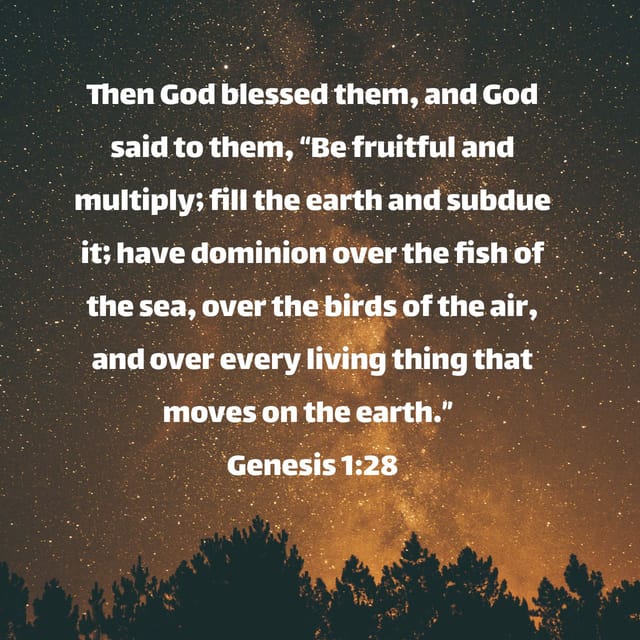 Then God blessed them, and God
said to them, “Be fruitful and
multiply; fill the earth and subdue
it; have dominion over the fish of
the sea, over the birds of the air,
and over every living thing that
moves on the earth.”
Genesis 1:28